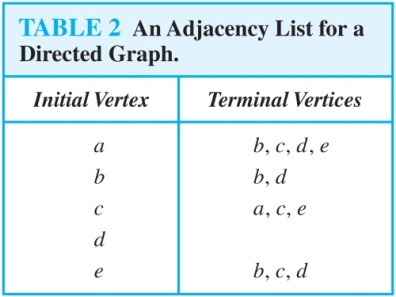 TABLE 2 An Adjacency List for a
Directed Graph.
Initial Vertex Terminal Vertices
a b, c, d, e
b b, d
c a, c, e
d
e b, c, d